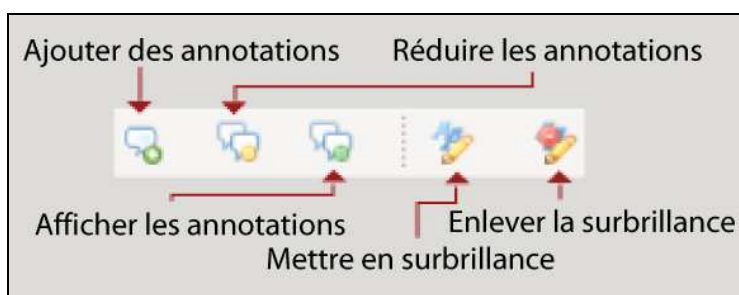 Ajouter des annotations
Réduire les annotations
Afficher les annotations
Enlever la surbrillance
Mettre en surbrillance